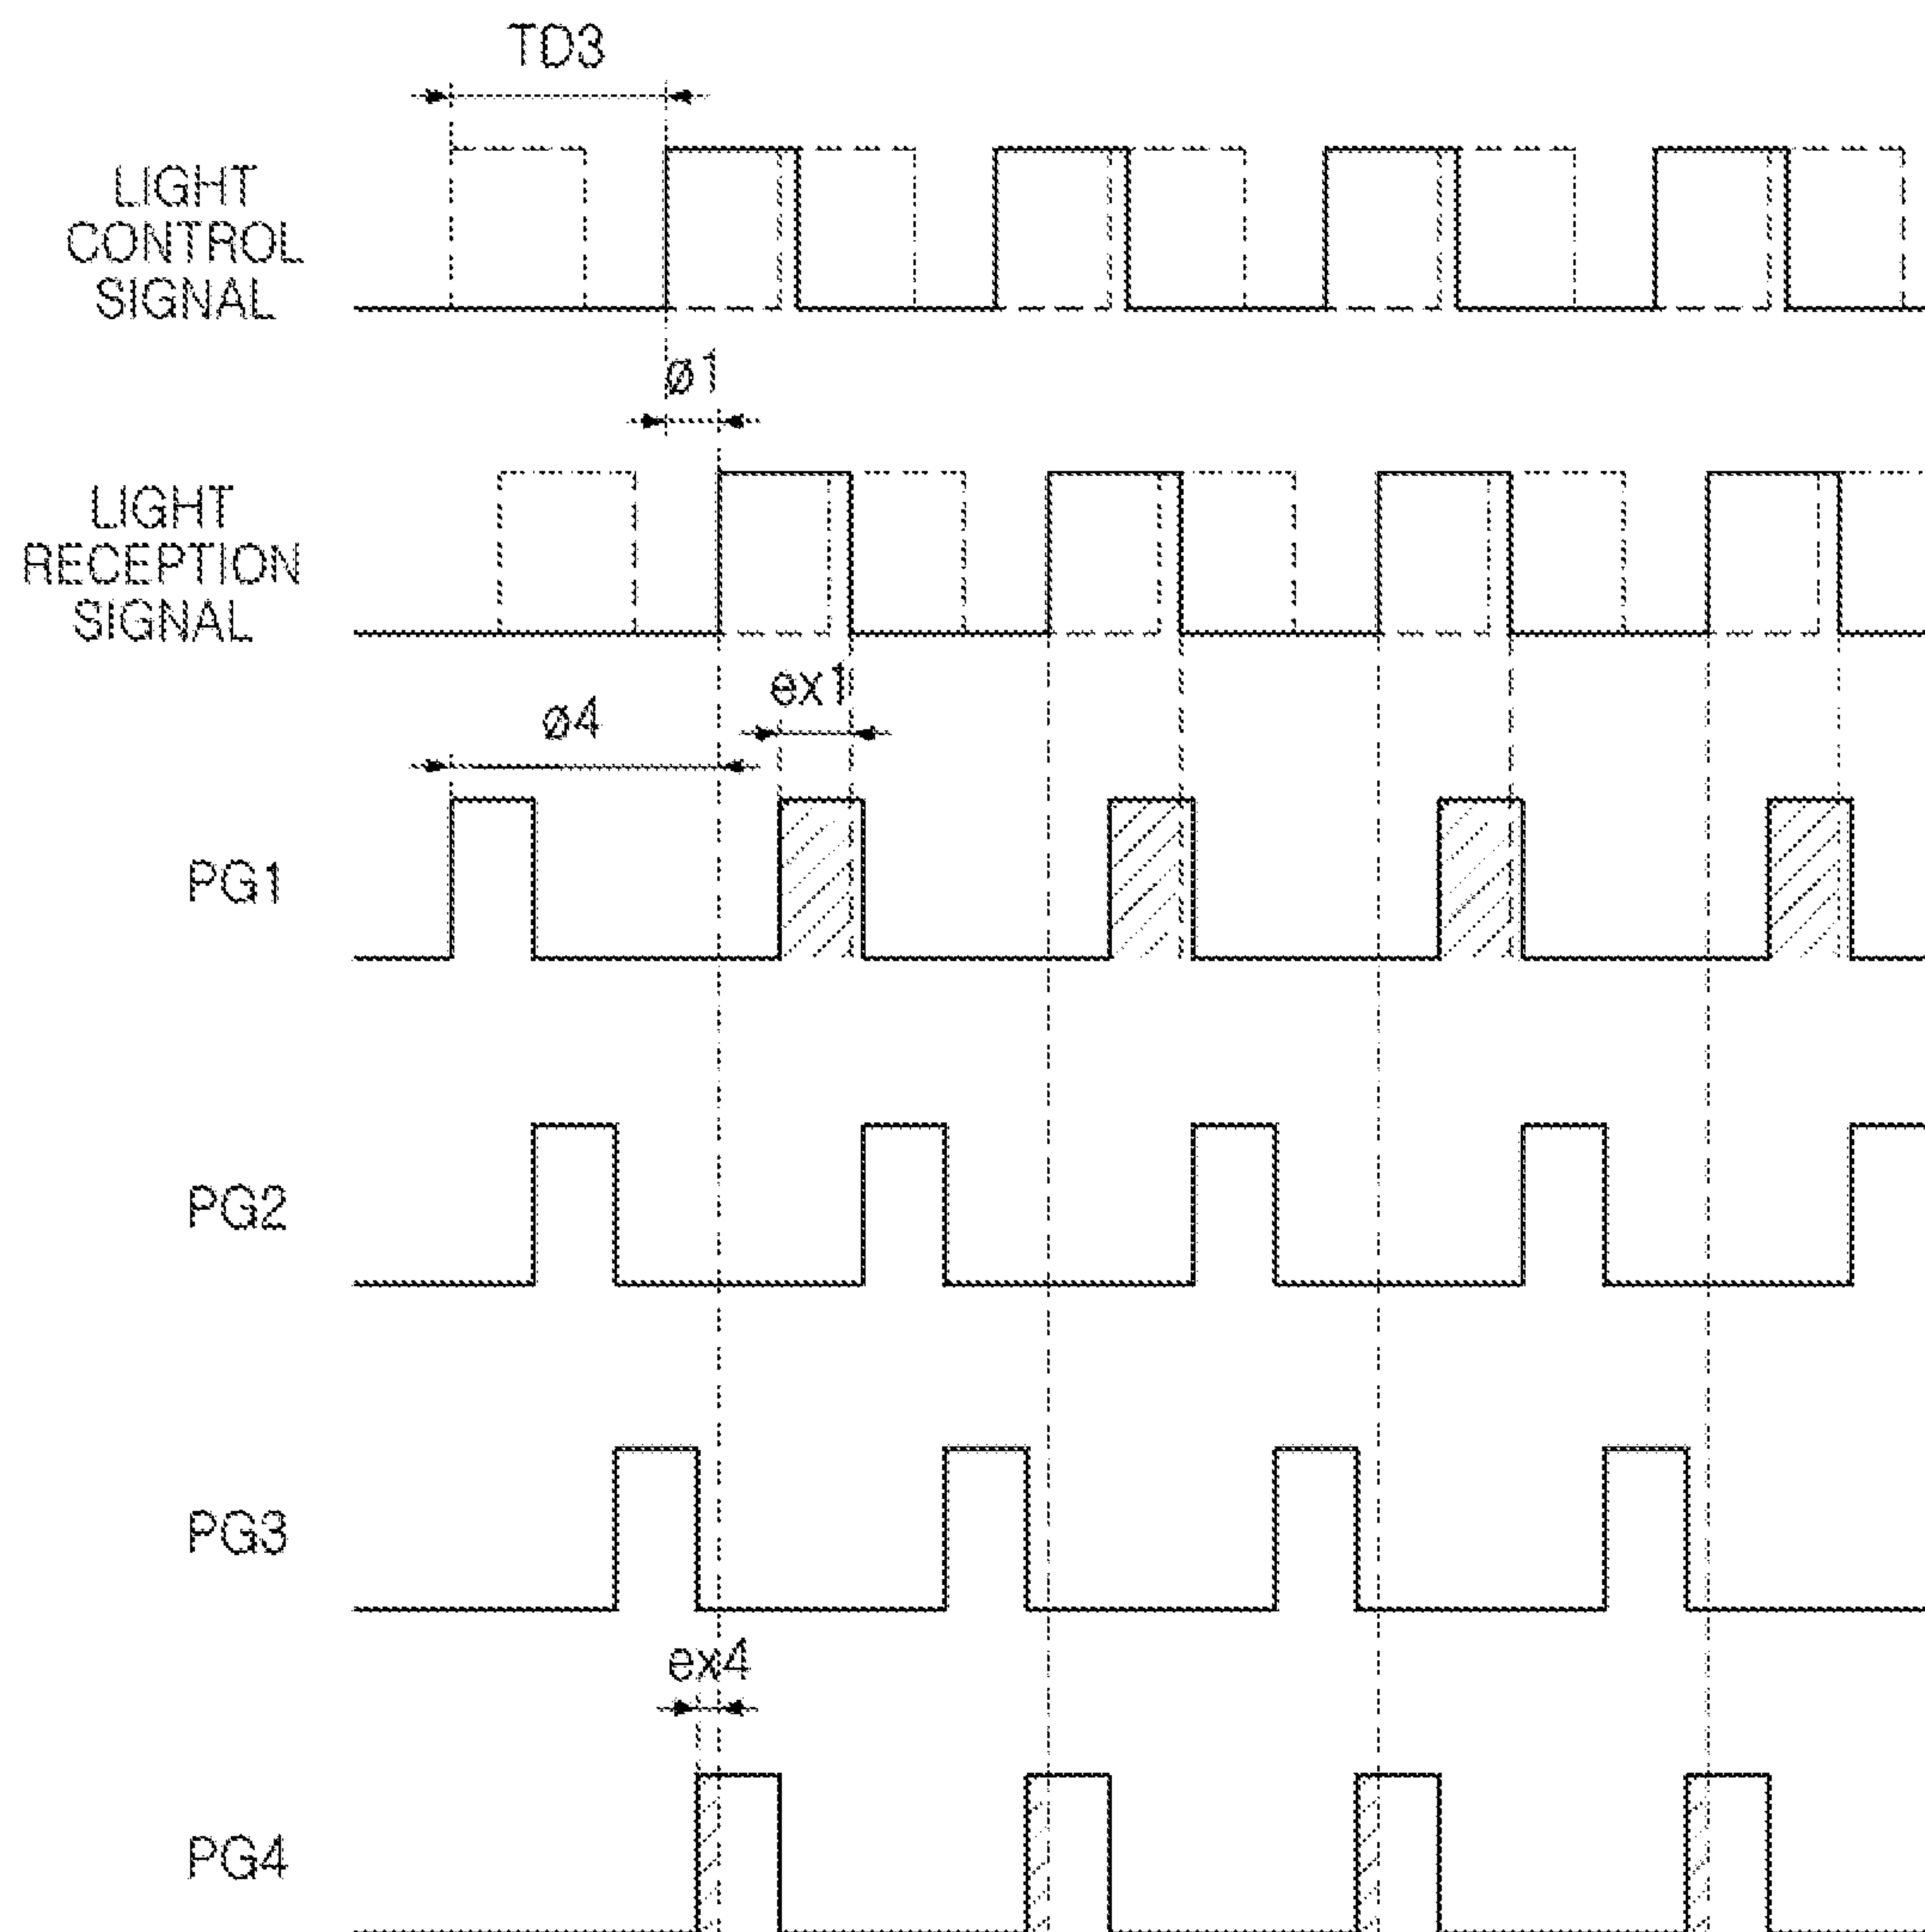 TD3
LIGHT
CONTROL
SIGNAL
ø1
LIGHT
RECEPTION
SIGNAL
ex1
ø4
PG1
PG2
PG3
ex4
PG4